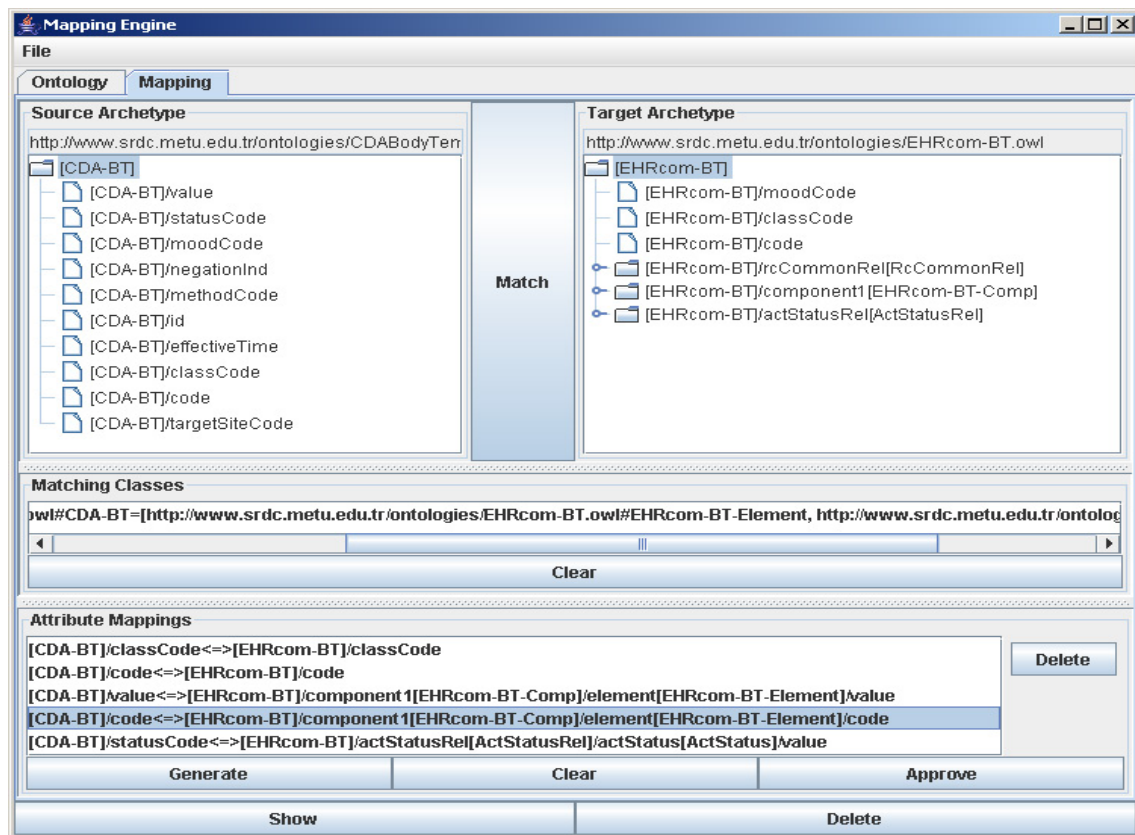 Mapping Engine
File
Ontology
Mapping
Source Archetype
http://www.srdc.metu.edu.tr/ontologies/CDABodyTem
[CDA-BT]
[CDA-BT]/value
[CDA-BT]/statusCode
[CDA-BT]/moodCode
[CDA-BT]/negationInd
[CDA-BT]/methodCode
[CDA-BT]/id
[CDA-BT]/effectiveTime
[CDA-BT]/classCode
[CDA-BT]/code
[CDA-BT]/targetSiteCode
Match
Target Archetype
http://www.srdc.metu.edu.tr/ontologies/EHRcom-BT.owl
[EHRcom-BT]
[EHRcom-BT]/moodCode
[EHRcom-BT]/classCode
[EHRcom-BT]/code
[EHRcom-BT]/rcCommonRel[RcCommonRel]
[EHRcom-BT]/component1[EHRcom-BT-Comp]
[EHRcom-BT]/actStatusRel[ActStatusRel]
Matching Classes
owl#CDA-BT=[http://www.srdc.metu.edu.tr/ontologies/EHRcom-BT.owl#EHRcom-BT-Element, http://www.srdc.metu.edu.tr/ontolog
Clear
Attribute Mappings
[CDA-BT]/classCode<=>[EHRcom-BT]/classCode
[CDA-BT]/code<=>[EHRcom-BT]/code
[CDA-BT]/value<=>[EHRcom-BT]/component1[EHRcom-BT-Comp]/element[EHRcom-BT-Element]/value
[CDA-BT]/code<=>[EHRcom-BT]/component1[EHRcom-BT-Comp]/element[EHRcom-BT-Element]/code
[CDA-BT]/statusCode<=>[EHRcom-BT]/actStatusRel[ActStatusRel]/actStatus[ActStatus]/value
Delete
Generate
Clear
Approve
Show
Delete